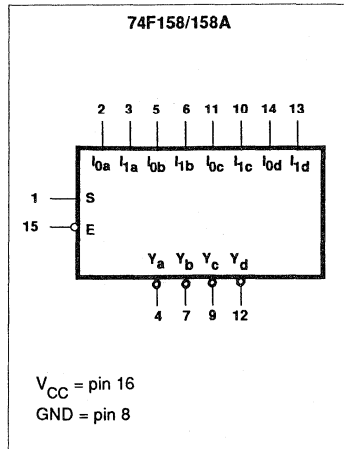 74F158/158A
2 3 5 6 11 10 14 13
I0a I1a I0b I1b I0c I1c I0d I1d
1 S
15 E
Ya Yb Yc Yd
4 7 9 12
VCC = pin 16
GND = pin 8